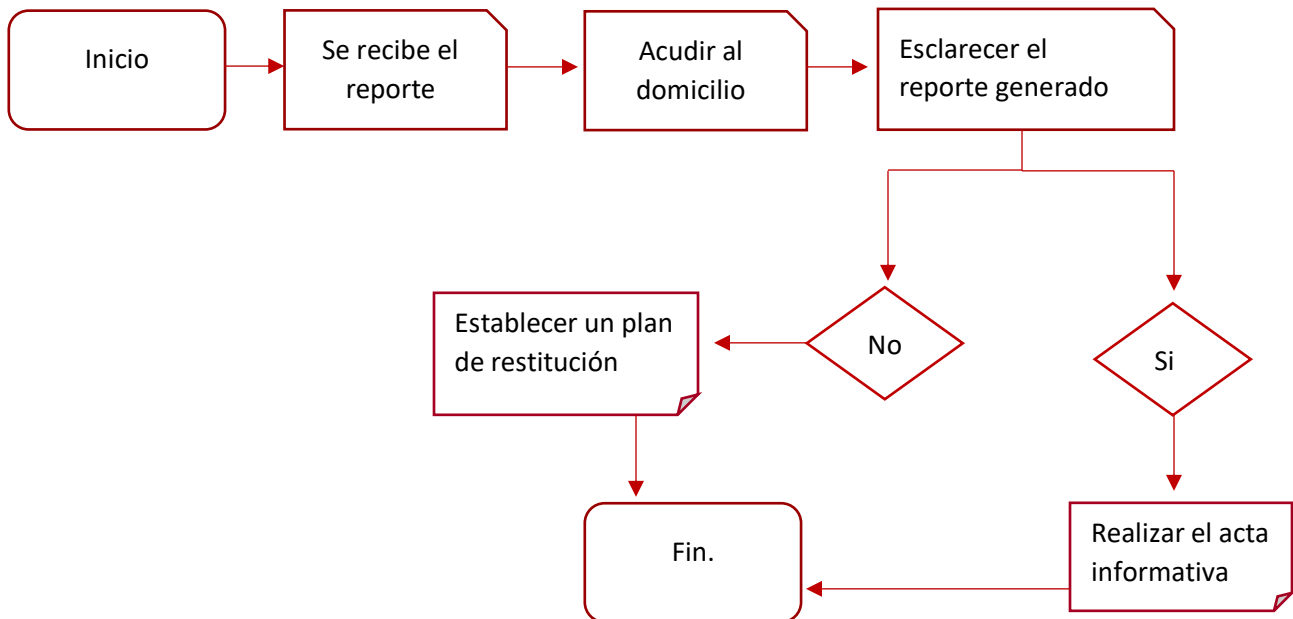 Inicio
Se recibe el
reporte
Acudir al
domicilio
Esclarecer el
reporte generado
Establecer un plan
de restitución
No
Si
Fin.
Realizar el acta
informativa